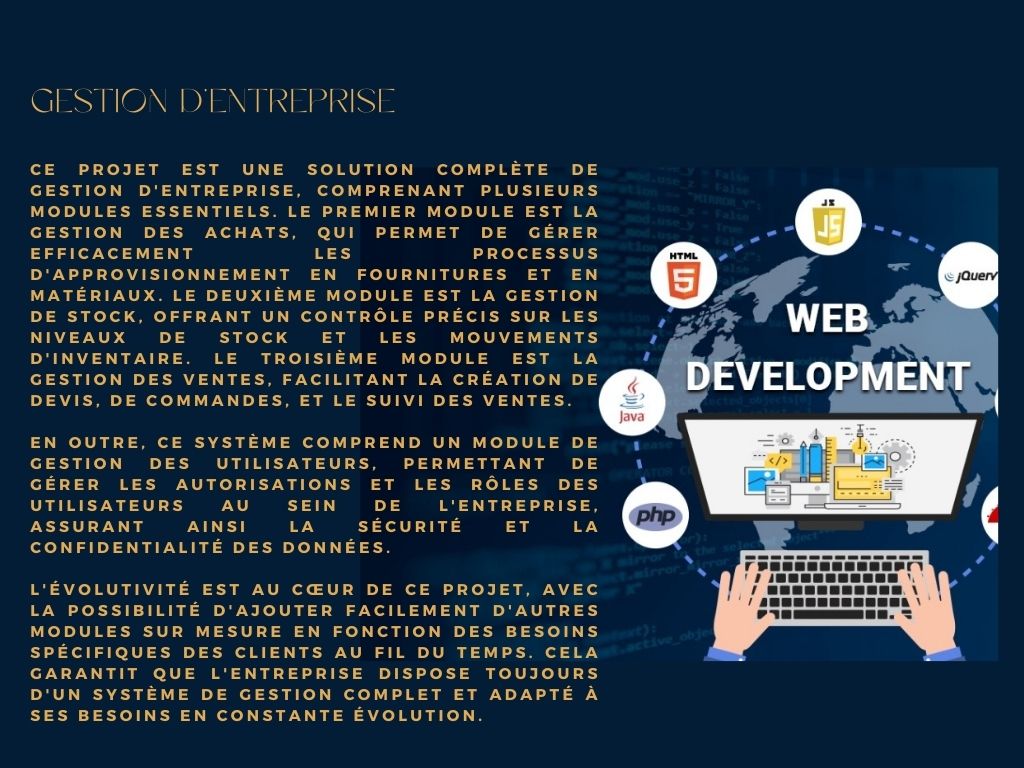 GESTION D'ENTREPRISE
CE PROJET EST UNE SOLUTION COMPLÈTE DE
GESTION D'ENTREPRISE, COMPRENANT PLUSIEURS
MODULES ESSENTIELS. LE PREMIER MODULE EST LA
GESTION DES ACHATS, QUI PERMET DE GÉRER
EFFICACEMENT LES PROCESSUS
D'APPROVISIONNEMENT EN FOURNITURES ET EN
MATÉRIAUX. LE DEUXIÈME MODULE EST LA GESTION
DE STOCK, OFFRANT UN CONTRÔLE PRÉCIS SUR LES
NIVEAUX DE STOCK ET LES MOUVEMENTS
D'INVENTAIRE. LE TROISIÈME MODULE EST LA
GESTION DES VENTES, FACILITANT LA CRÉATION DE
DEVIS, DE COMMANDES, ET LE SUIVI DES VENTES.
EN OUTRE, CE SYSTÈME COMPREND UN MODULE DE
GESTION DES UTILISATEURS, PERMETTANT DE
GÉRER LES AUTORISATIONS ET LES RÔLES DES
UTILISATEURS AU SEIN DE L'ENTREPRISE,
ASSURANT AINSI LA SÉCURITÉ ET LA
CONFIDENTIALITÉ DES DONNÉES.
L'ÉVOLUTIVITÉ EST AU CŒUR DE CE PROJET, AVEC
LA POSSIBILITÉ D'AJOUTER FACILEMENT D'AUTRES
MODULES SUR MESURE EN FONCTION DES BESOINS
SPÉCIFIQUES DES CLIENTS AU FIL DU TEMPS. CELA
GARANTIT QUE L'ENTREPRISE DISPOSE TOUJOURS
D'UN SYSTÈME DE GESTION COMPLET ET ADAPTÉ À
SES BESOINS EN CONSTANTE ÉVOLUTION.
JS
JS
HTML
5
jQuery
WEB
DEVELOPMENT
Java
php